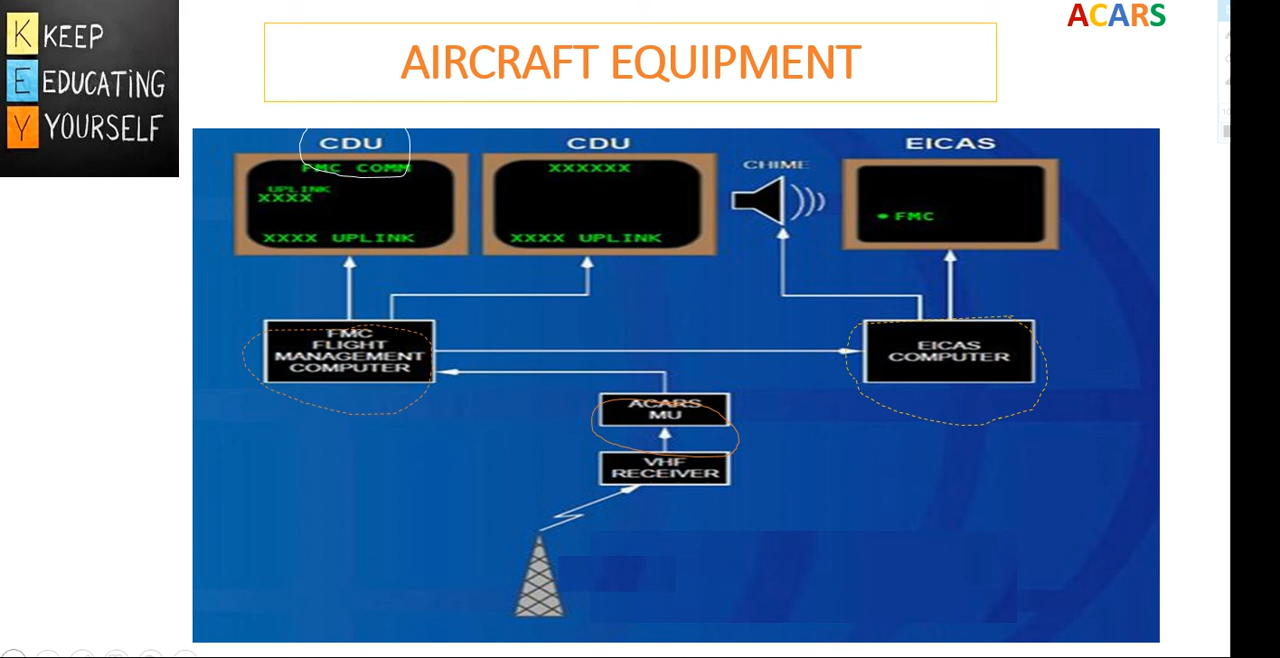 K KEEP
E EDUCATiNG
Y YOURSELF
ACARS
AIRCRAFT EQUIPMENT
CDU
FMC COMM
UPLINK
XXXX
XXXX UPLINK
CDU
XXXXXX
XXXX UPLINK
CHIME
EICAS
• FMC
FMC
FLIGHT
MANAGEMENT
COMPUTER
EICAS
COMPUTER
ACARS
MU
VHF
RECEIVER